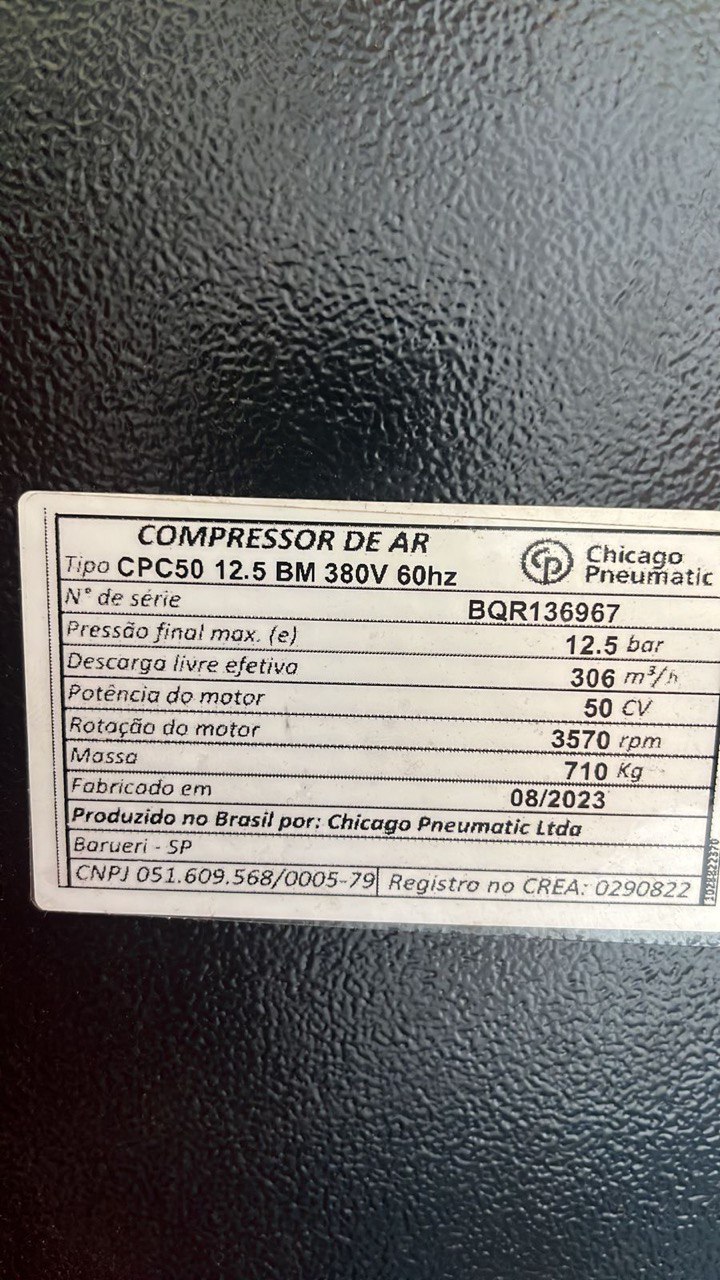 COMPRESSOR DE AR
Tipo CPC50 12.5 BM 380V 60hz
CP Chicago Pneumatic
N° de série BQR136967
Pressão final max. (e) 12.5 bar
Descarga livre efetiva 306 m³/h
Potência do motor 50 CV
Rotação do motor 3570 rpm
Massa 710 Kg
Fabricado em 08/2023
Produzido no Brasil por: Chicago Pneumatic Ltda
Barueri - SP
CNPJ 051.609.568/0005-79 Registro no CREA: 0290822